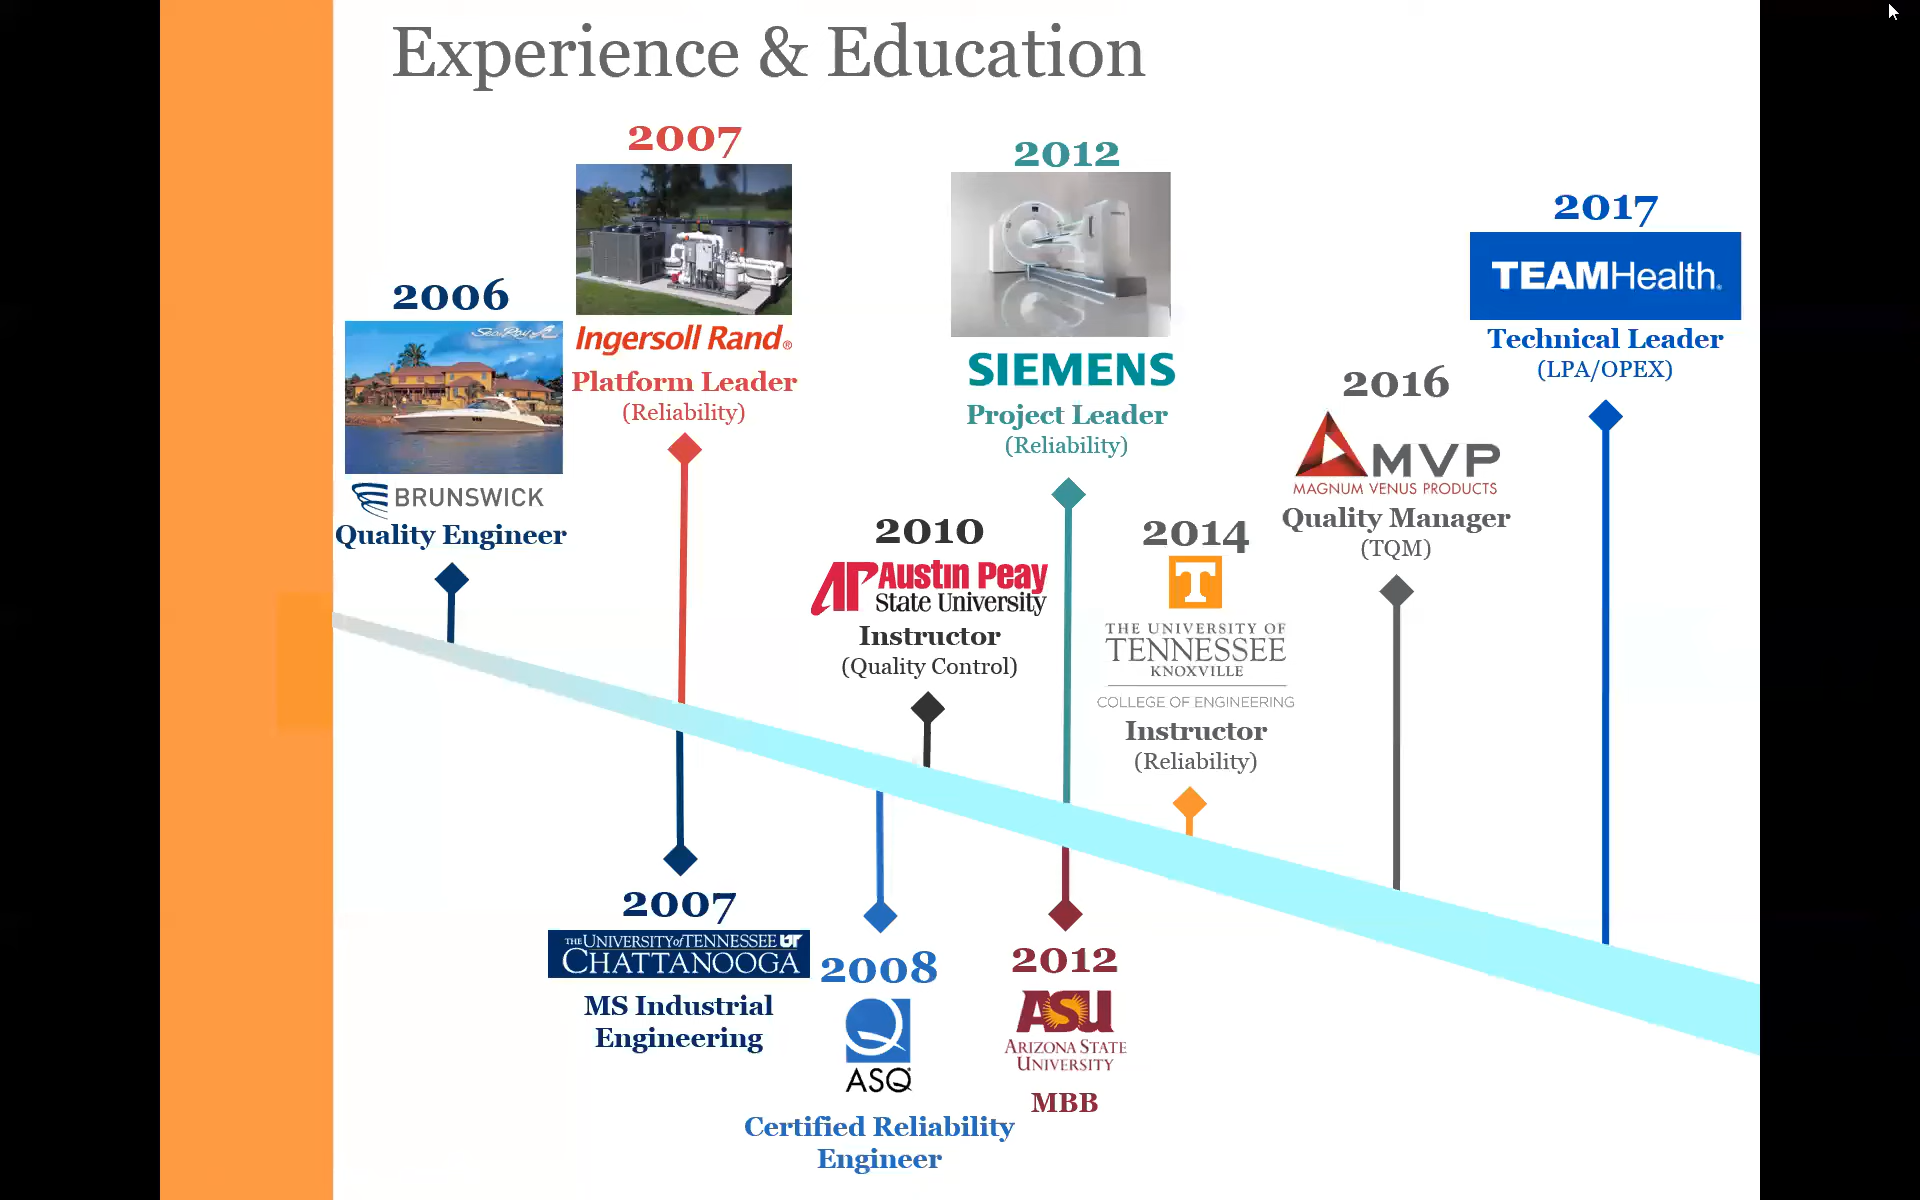 Experience & Education
2006
Sea Ray
BRUNSWICK
Quality Engineer
2007
Ingersoll Rand®
Platform Leader
(Reliability)
2010
AP Austin Peay
State University
Instructor
(Quality Control)
2012
SIEMENS
Project Leader
(Reliability)
2014
T
THE UNIVERSITY OF
TENNESSEE
KNOXVILLE
COLLEGE OF ENGINEERING
Instructor
(Reliability)
2016
MVP
MAGNUM VENUS PRODUCTS
Quality Manager
(TQM)
2017
TEAMHealth®
Technical Leader
(LPA/OPEX)
2007
THE UNIVERSITY of TENNESSEE UT
CHATTANOOGA
MS Industrial
Engineering
2008
ASQ
Certified Reliability
Engineer
2012
ASU
ARIZONA STATE
UNIVERSITY
MBB